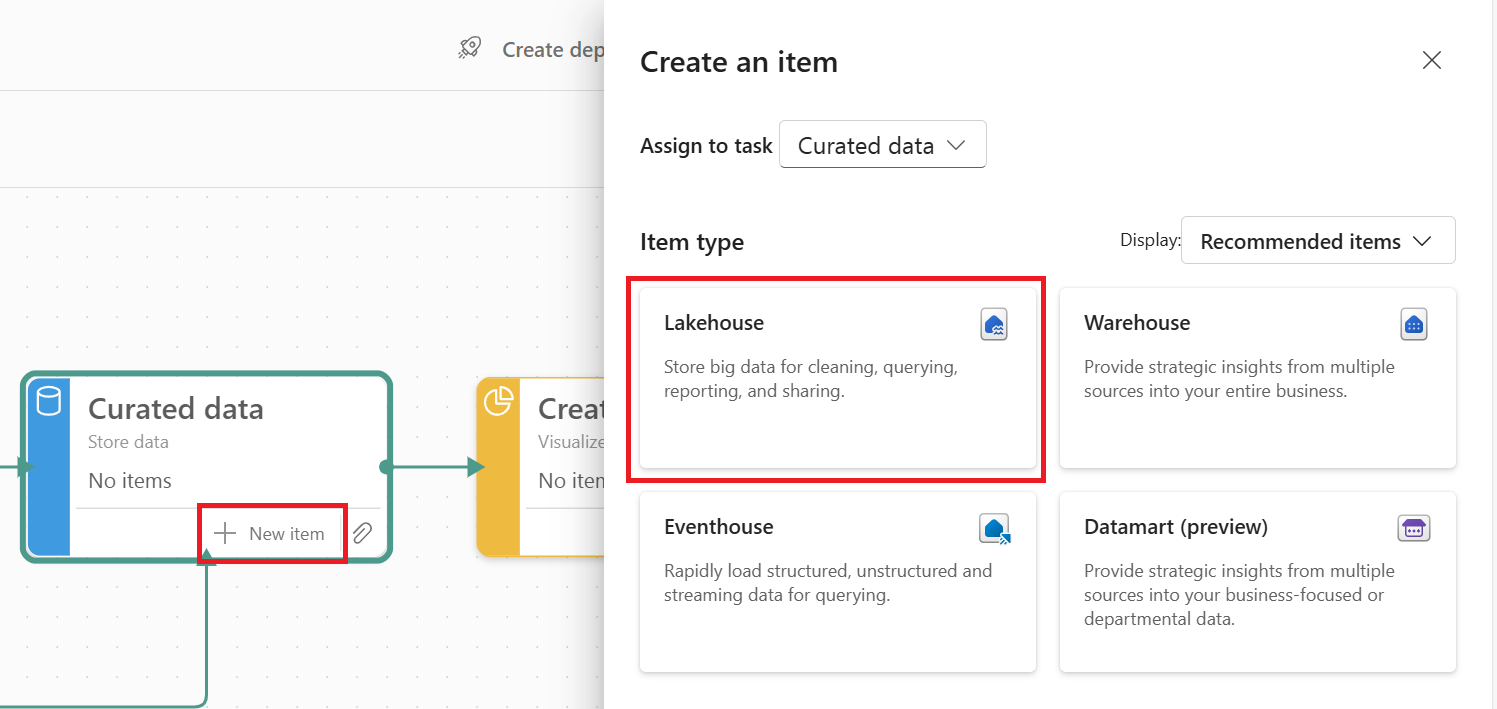 Create dep
Curated data
Store data
No items
New item
Creat
Visualize
No item
Create an item
Assign to task Curated data
Item type
Display: Recommended items
Lakehouse
Store big data for cleaning, querying,
reporting, and sharing.
Warehouse
Provide strategic insights from multiple
sources into your entire business.
Eventhouse
Rapidly load structured, unstructured and
streaming data for querying.
Datamart (preview)
Provide strategic insights from multiple
sources into your business-focused or
departmental data.